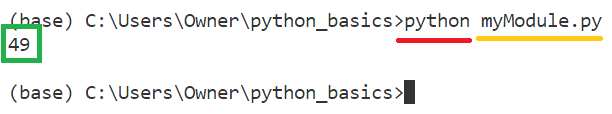 (base) C:\Users\Owner\python_basics>python myModule.py
49
(base) C:\Users\Owner\python_basics>